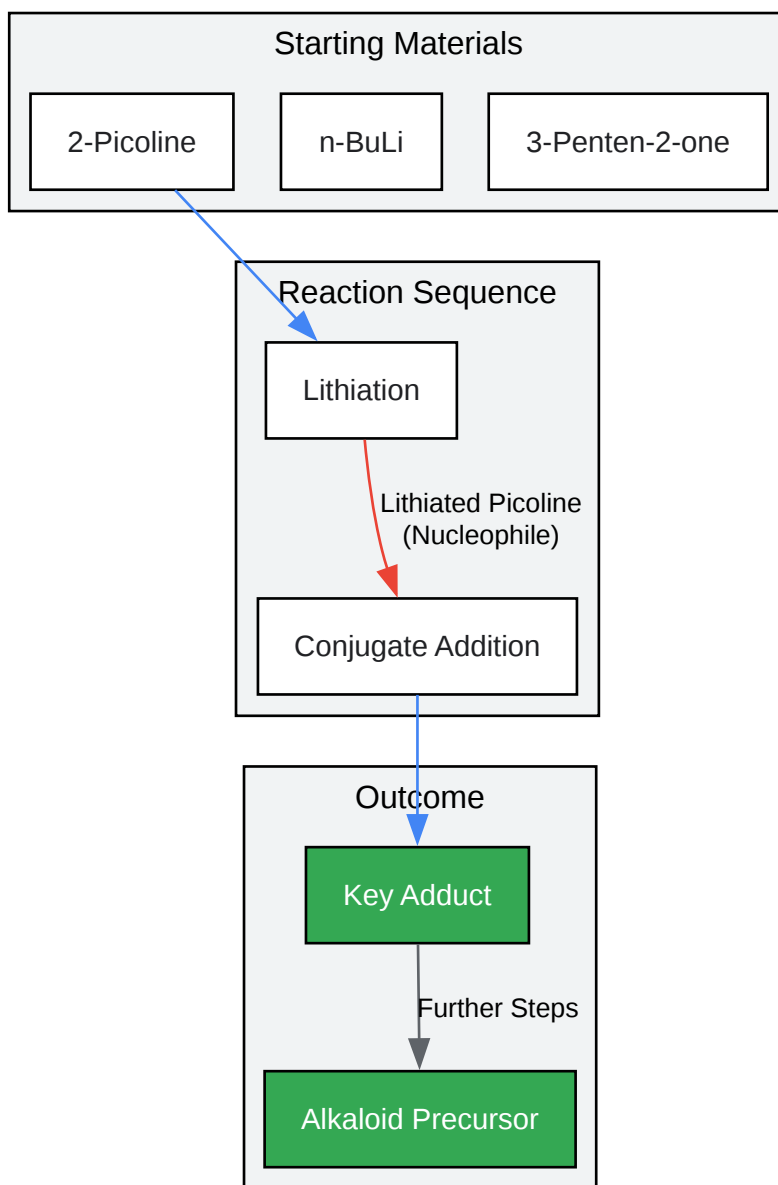 Starting Materials
2-Picoline
n-BuLi
3-Penten-2-one
Reaction Sequence
Lithiation
Lithiated Picoline
(Nucleophile)
Conjugate Addition
Outcome
Key Adduct
Further Steps
Alkaloid Precursor